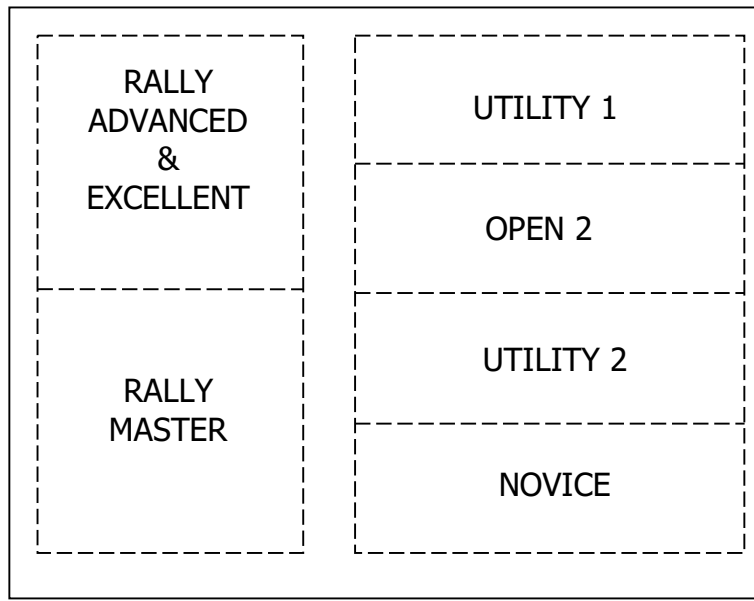 RALLY
ADVANCED
&
EXCELLENT
RALLY
MASTER
UTILITY 1
OPEN 2
UTILITY 2
NOVICE